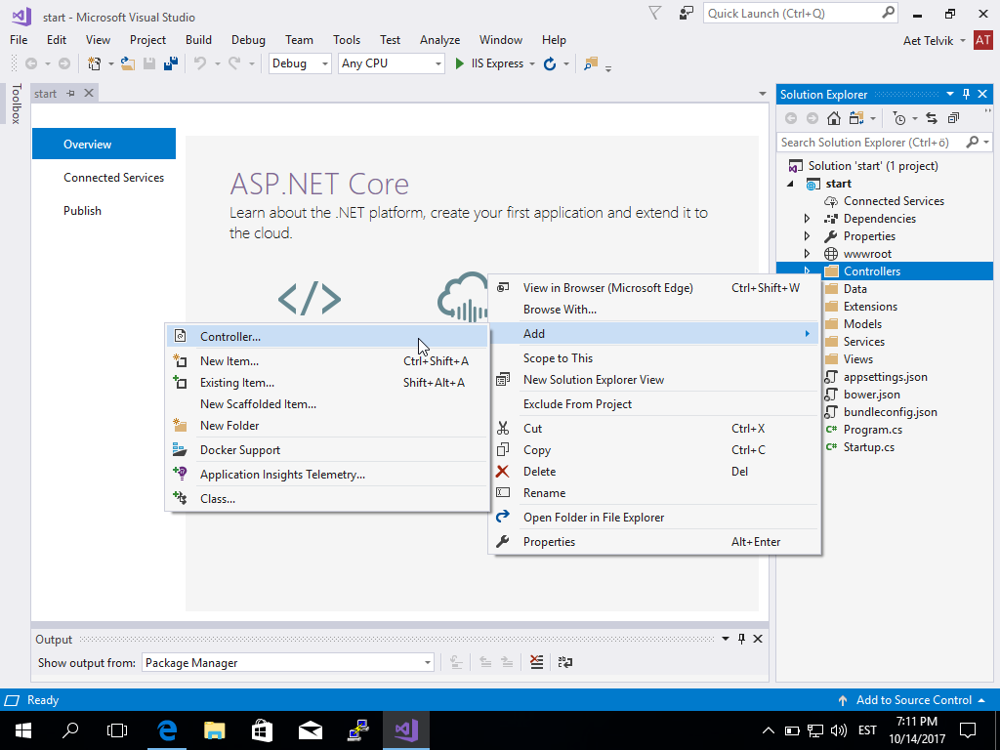 start - Microsoft Visual Studio
Quick Launch (Ctrl+Q)
File Edit View Project Build Debug Team Tools Test Analyze Window Help
Aet Telvik AT
Debug Any CPU IIS Express
Toolbox
start
Overview
Connected Services
Publish
ASP.NET Core
Learn about the .NET platform, create your first application and extend it to
the cloud.
Solution Explorer
Search Solution Explorer (Ctrl+ö)
Solution 'start' (1 project)
start
Connected Services
Dependencies
Properties
wwwroot
Controllers
Data
Extensions
Models
Services
Views
appsettings.json
bower.json
bundleconfig.json
Program.cs
Startup.cs
View in Browser (Microsoft Edge) Ctrl+Shift+W
Browse With...
Add
Scope to This
New Solution Explorer View
Exclude From Project
Cut Ctrl+X
Copy Ctrl+C
Delete Del
Rename
Open Folder in File Explorer
Properties Alt+Enter
Controller...
New Item... Ctrl+Shift+A
Existing Item... Shift+Alt+A
New Scaffolded Item...
New Folder
Docker Support
Application Insights Telemetry...
Class...
Output
Show output from: Package Manager
Ready
Add to Source Control
EST
7:11 PM
10/14/2017